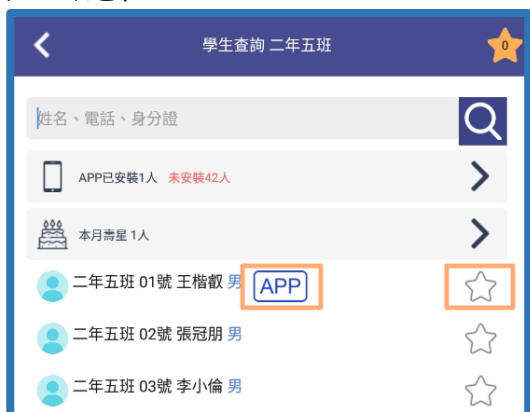 學生查詢 二年五班
0
姓名、電話、身分證
APP已安裝1人 未安裝42人
本月壽星 1人
二年五班 01號 王楷叡 男 APP
二年五班 02號 張冠朋 男
二年五班 03號 李小倫 男